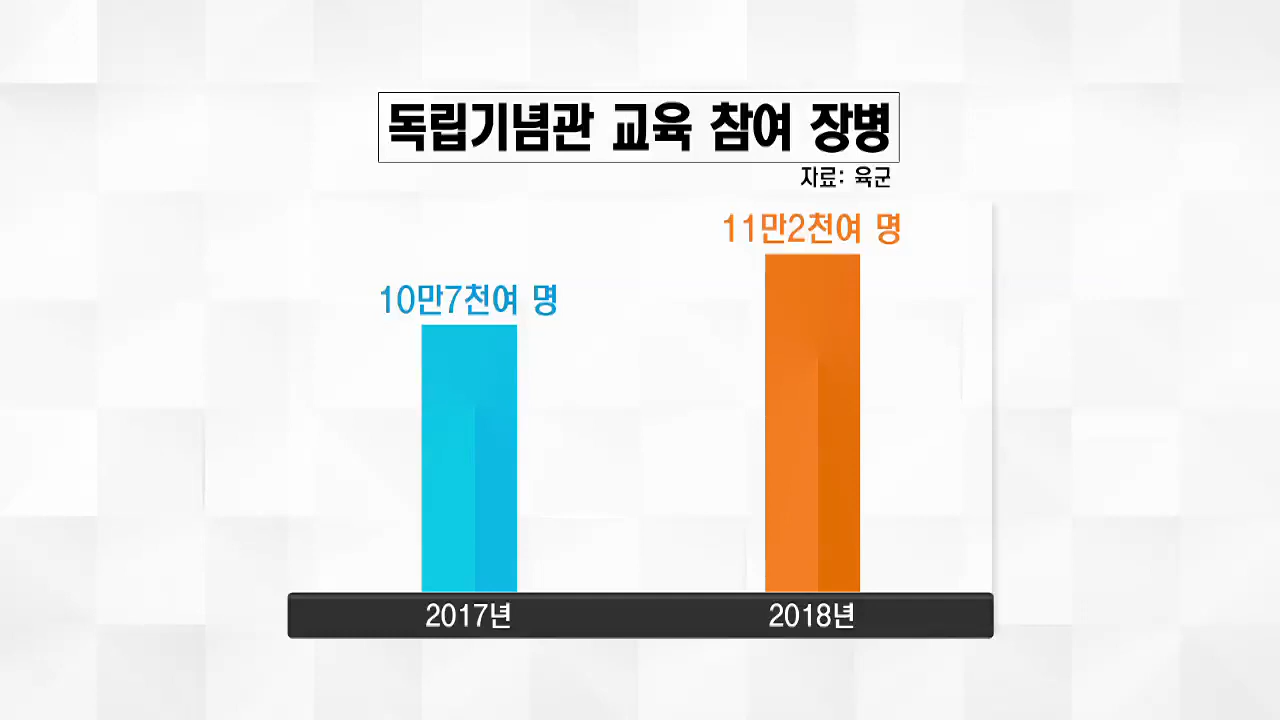 독립기념관 교육 참여 장병
자료: 육군
11만2천여 명
10만7천여 명
2017년
2018년